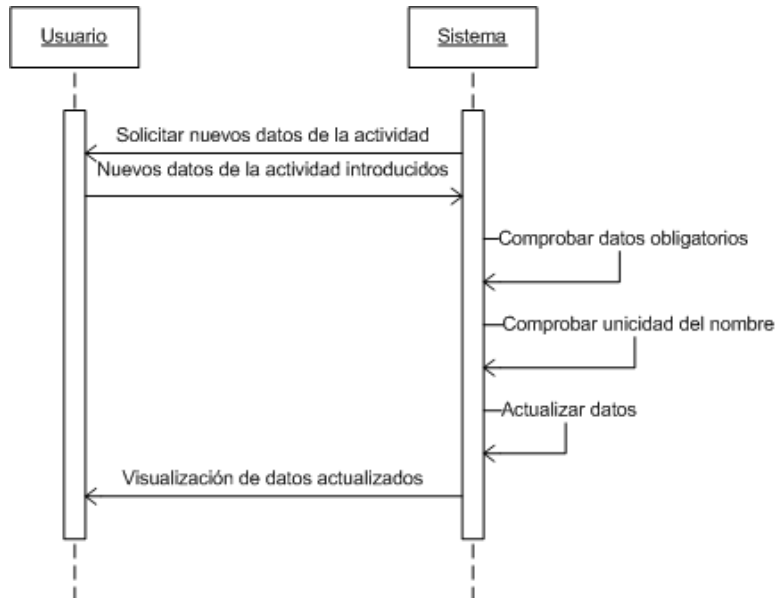 Usuario
Sistema
Solicitar nuevos datos de la actividad
Nuevos datos de la actividad introducidos
Comprobar datos obligatorios
Comprobar unicidad del nombre
Actualizar datos
Visualización de datos actualizados